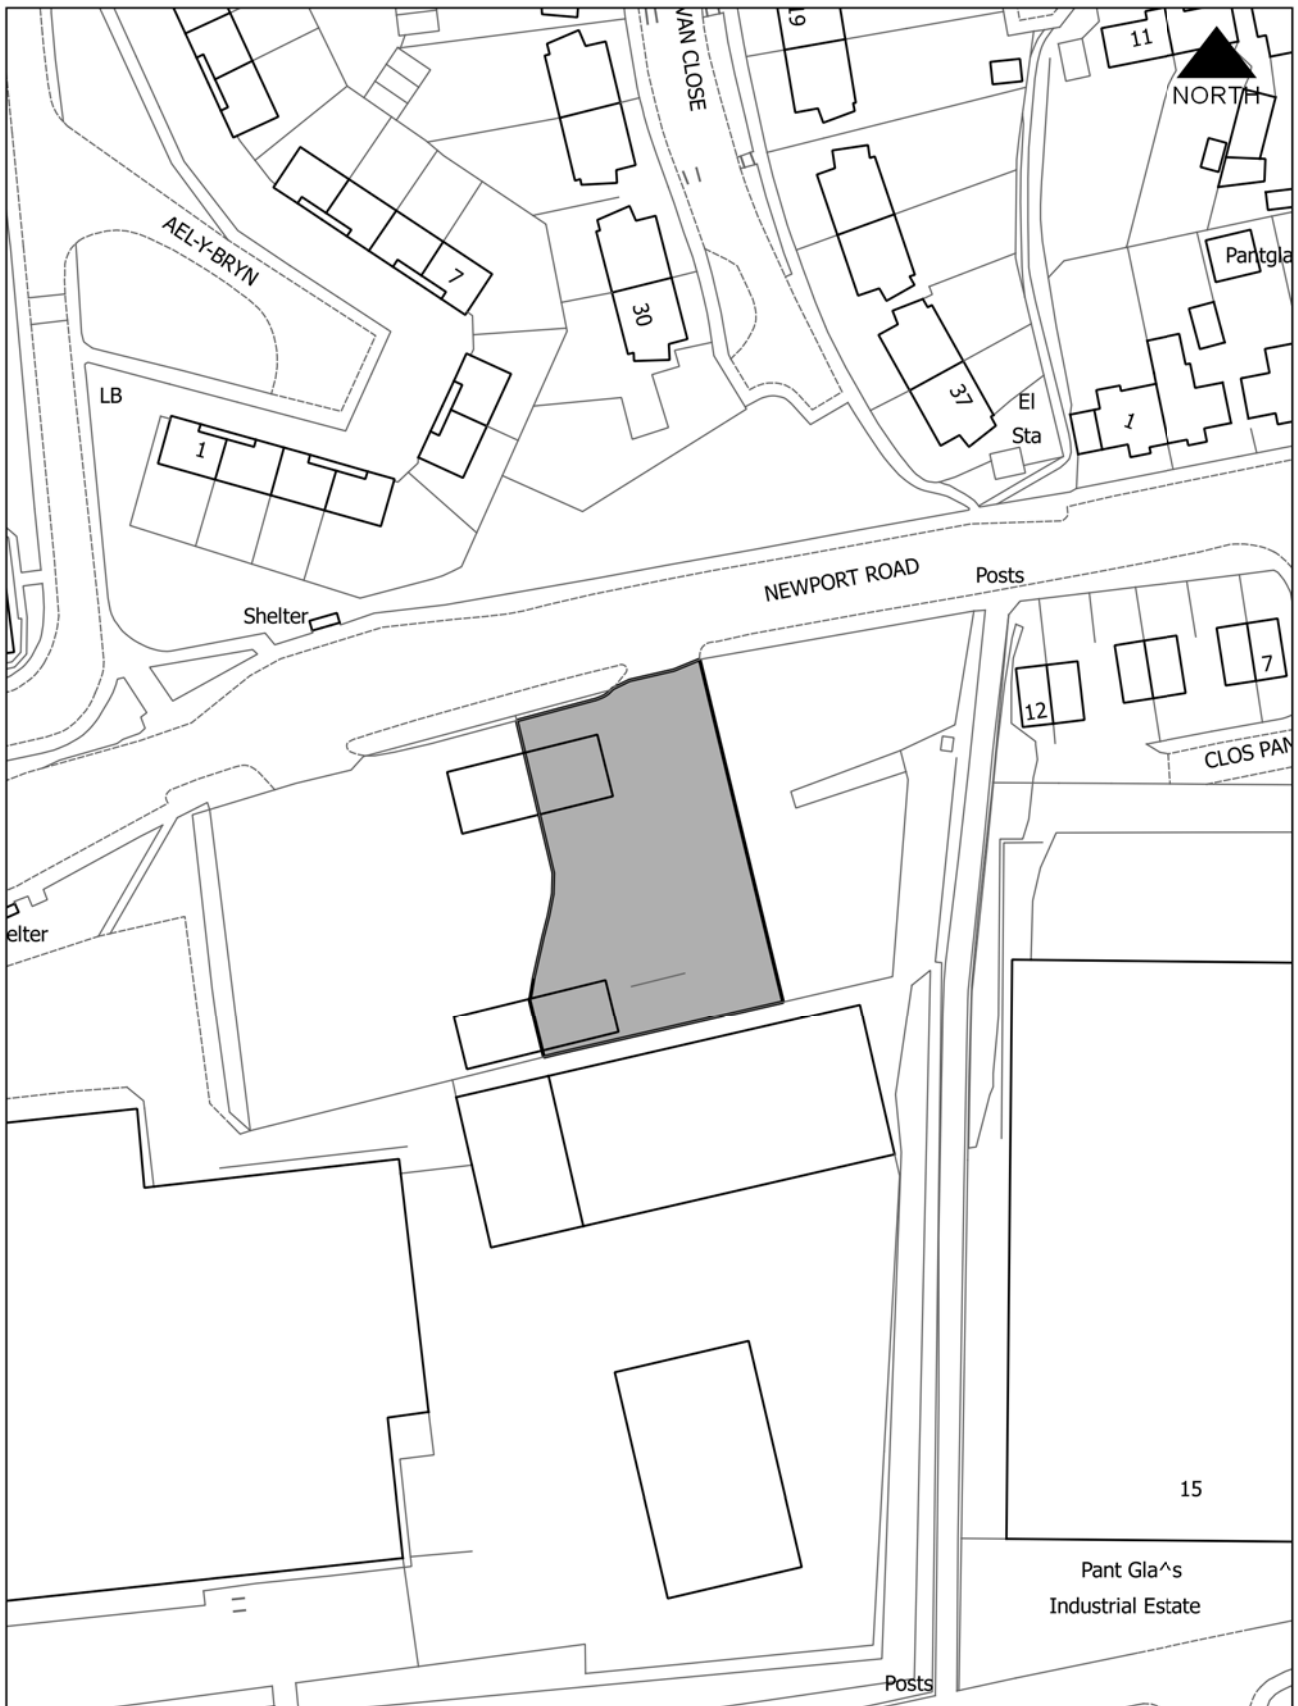 VAN CLOSE
19
11
NORTH
AEL-Y-BRYN
7
30
Pantgla
37
El
Sta
1
LB
1
NEWPORT ROAD
Posts
Shelter
7
12
CLOS PAN
elter
15
Pant Gla^s
Industrial Estate
Posts